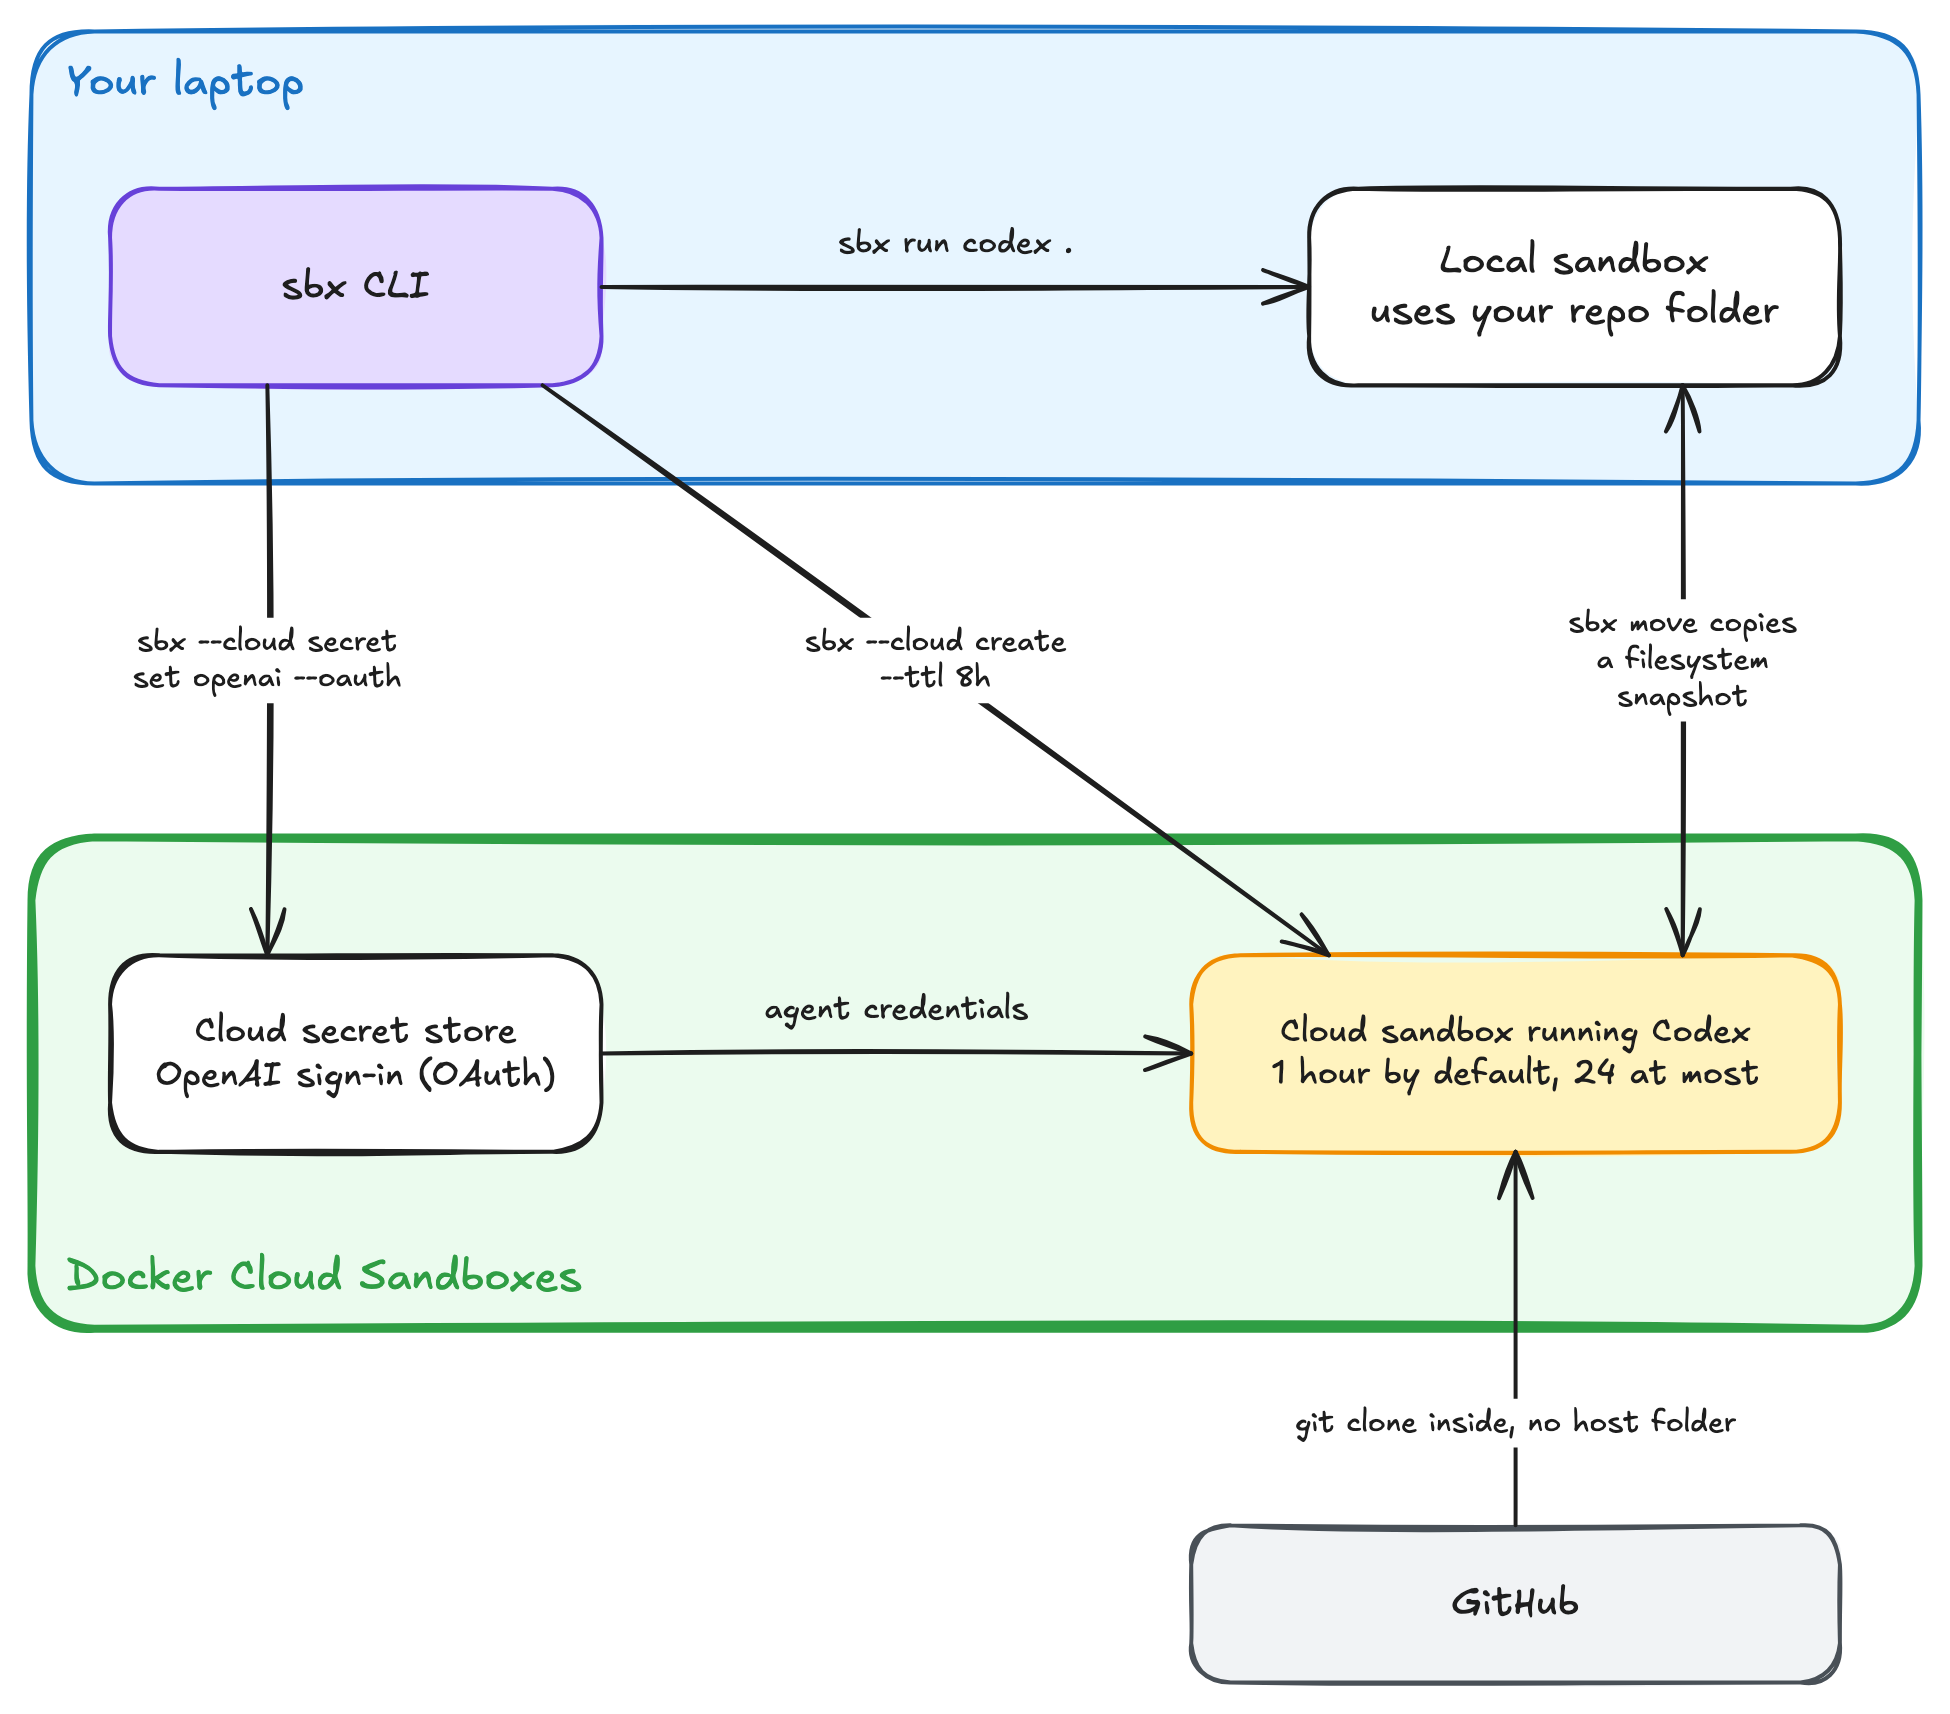 Your laptop
sbx CLI
sbx run codex .
Local sandbox
uses your repo folder
sbx --cloud secret
set openai --oauth
sbx --cloud create
--ttl 8h
sbx move copies
a filesystem
snapshot
Cloud secret store
OpenAI sign-in (OAuth)
agent credentials
Cloud sandbox running Codex
1 hour by default, 24 at most
Docker Cloud Sandboxes
git clone inside, no host folder
GitHub